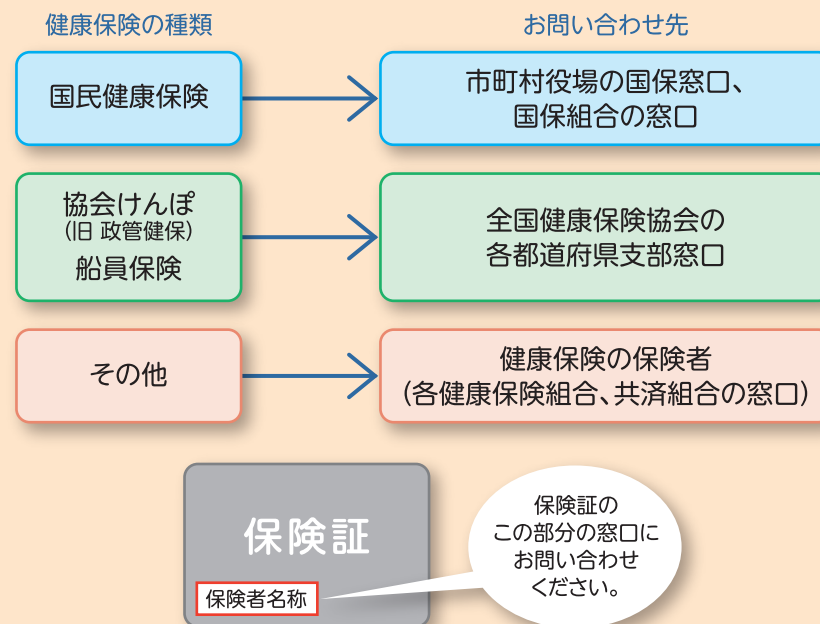 健康保険の種類
お問い合わせ先
国民健康保険
市町村役場の国保窓口、
国保組合の窓口
協会けんぽ
(旧 政管健保)
船員保険
全国健康保険協会の
各都道府県支部窓口
その他
健康保険の保険者
(各健康保険組合、共済組合の窓口)
保険証
保険者名称
保険証の
この部分の窓口に
お問い合わせ
ください。